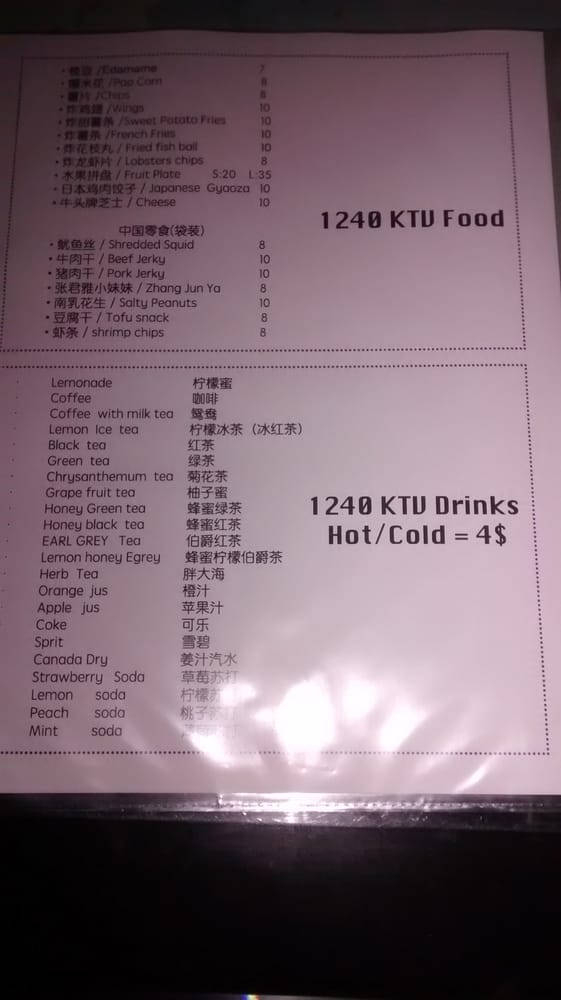 · 枝豆 /Edamame 7
· 爆米花 /Pop Corn 8
· 薯片 /Chips 8
· 炸鸡翅 /Wings 10
· 炸甜薯条 /Sweet Potato Fries 10
· 炸薯条 /French Fries 10
· 炸花枝丸 / Fried fish ball 10
· 炸龙虾片 / Lobsters chips 8
· 水果拼盘 / Fruit Plate S:20 L:35
· 日本鸡肉饺子 / Japanese Gyaoza 10
· 牛头牌芝士 / Cheese 10
1240 KTV Food
中国零食(袋装)
· 鱿鱼丝 / Shredded Squid 8
· 牛肉干 / Beef Jerky 10
· 猪肉干 / Pork Jerky 10
· 张君雅小妹妹 / Zhang Jun Ya 8
· 南乳花生 / Salty Peanuts 10
· 豆腐干 / Tofu snack 8
· 虾条 / shrimp chips 8
· Lemonade 柠檬蜜
· Coffee 咖啡
· Coffee with milk tea 鸳鸯
· Lemon Ice tea 柠檬冰茶（冰红茶）
· Black tea 红茶
· Green tea 绿茶
· Chrysanthemum tea 菊花茶
· Grape fruit tea 柚子蜜
· Honey Green tea 蜂蜜绿茶
· Honey black tea 蜂蜜红茶
· EARL GREY Tea 伯爵红茶
· Lemon honey Egrey 蜂蜜柠檬伯爵茶
· Herb Tea 胖大海
· Orange jus 橙汁
· Apple jus 苹果汁
Coke 可乐
Sprit 雪碧
Canada Dry 姜汁汽水
Strawberry Soda 草莓苏打
Lemon soda 柠檬苏打
Peach soda 桃子苏打
Mint soda
1240 KTV Drinks
Hot/Cold = 4$